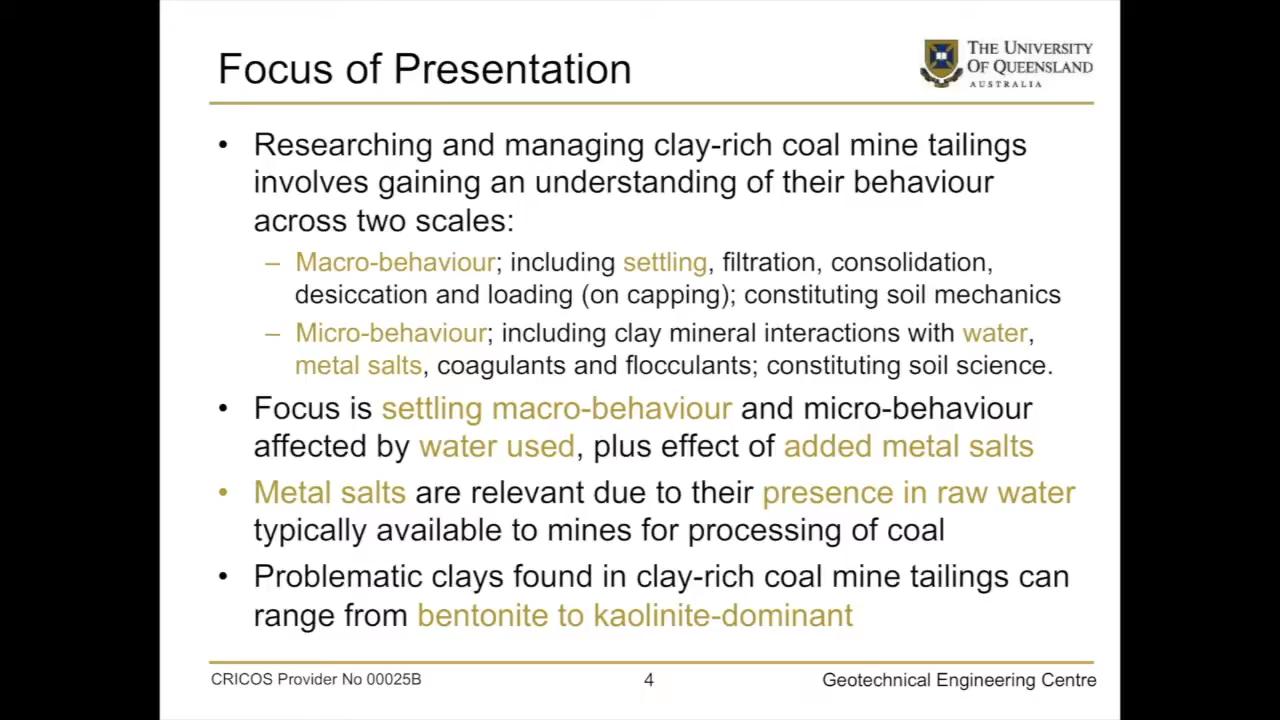 Focus of Presentation
THE UNIVERSITY
OF QUEENSLAND
AUSTRALIA
• Researching and managing clay-rich coal mine tailings
involves gaining an understanding of their behaviour
across two scales:
– Macro-behaviour; including settling, filtration, consolidation,
desiccation and loading (on capping); constituting soil mechanics
– Micro-behaviour; including clay mineral interactions with water,
metal salts, coagulants and flocculants; constituting soil science.
• Focus is settling macro-behaviour and micro-behaviour
affected by water used, plus effect of added metal salts
• Metal salts are relevant due to their presence in raw water
typically available to mines for processing of coal
• Problematic clays found in clay-rich coal mine tailings can
range from bentonite to kaolinite-dominant
CRICOS Provider No 00025B
4
Geotechnical Engineering Centre